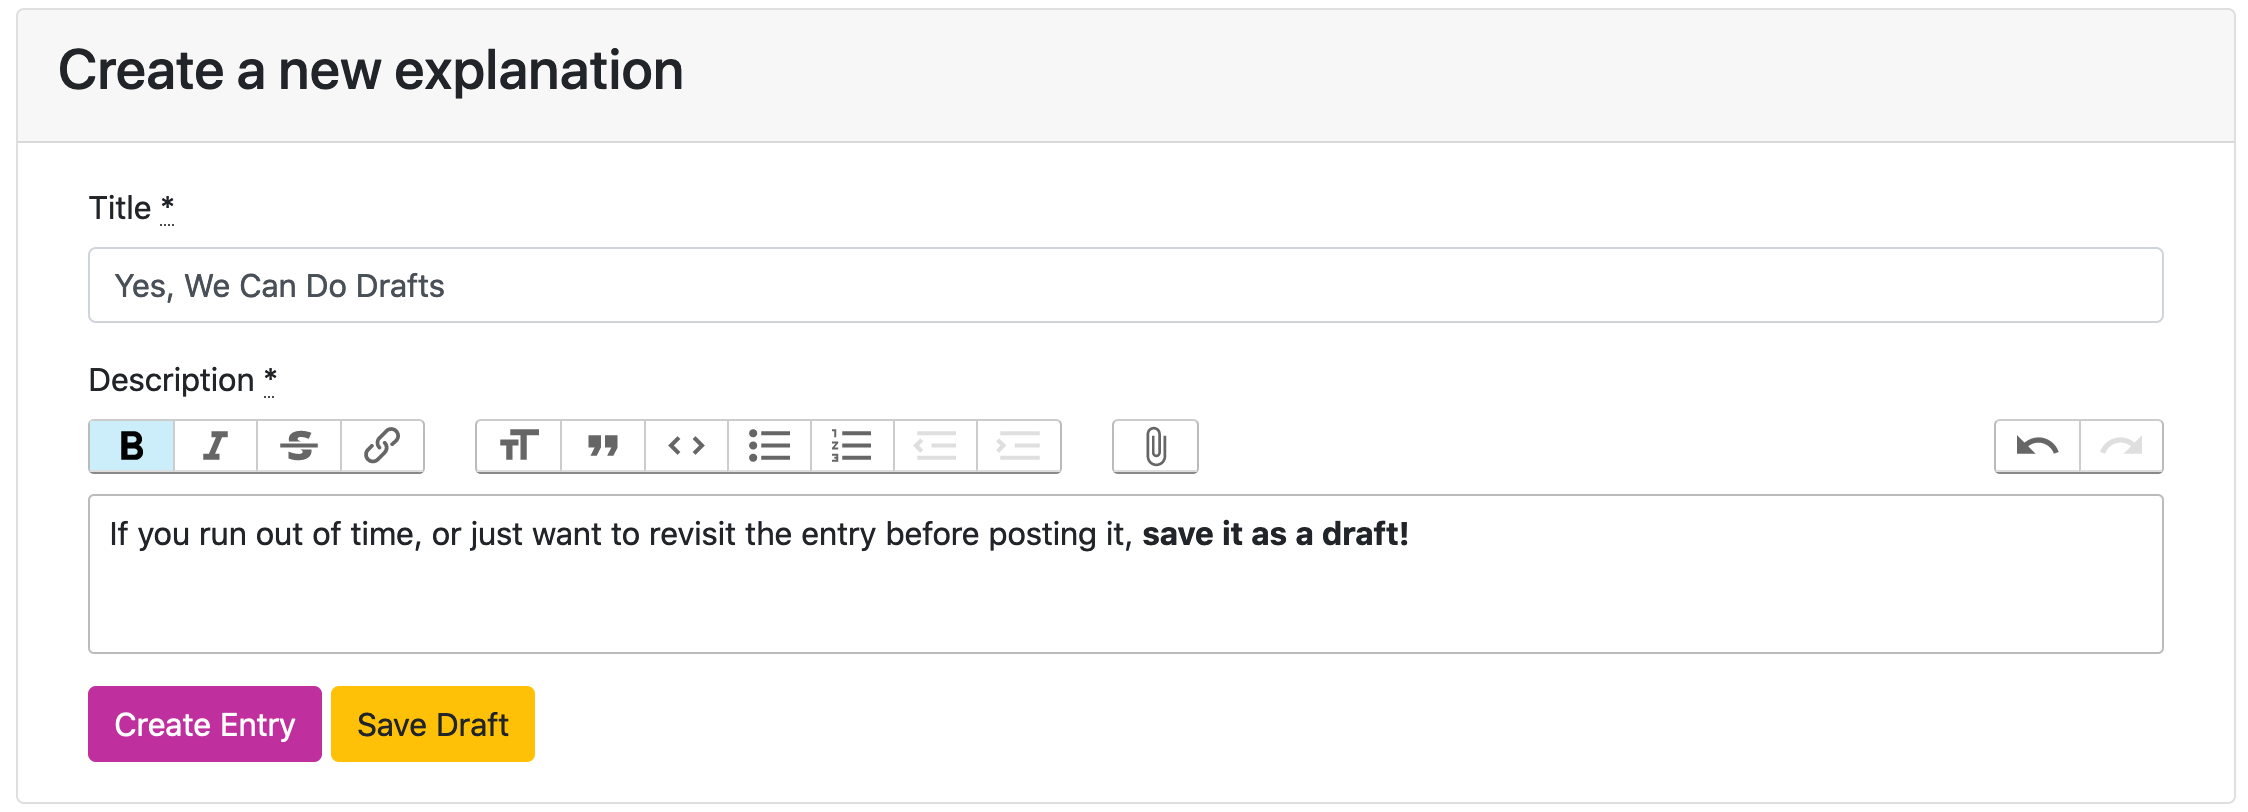 Create a new explanation
Title *
Yes, We Can Do Drafts
Description *
If you run out of time, or just want to revisit the entry before posting it, save it as a draft!
Create Entry Save Draft